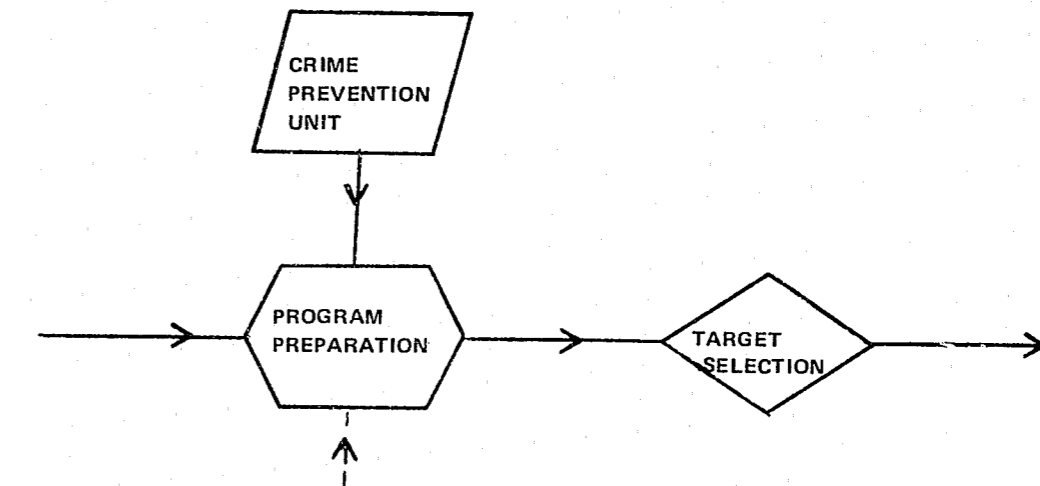 CRIME
PREVENTION
UNIT
PROGRAM
PREPARATION
TARGET
SELECTION